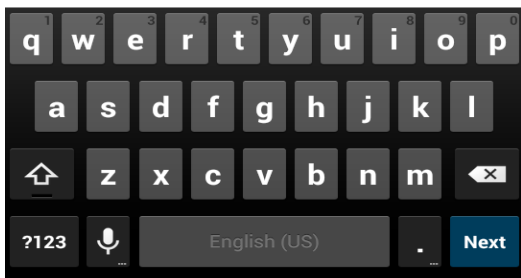 1 2 3 4 5 6 7 8 9 0
q w e r t y u i o p
a s d f g h j k l
z x c v b n m
?123 English (US) . Next